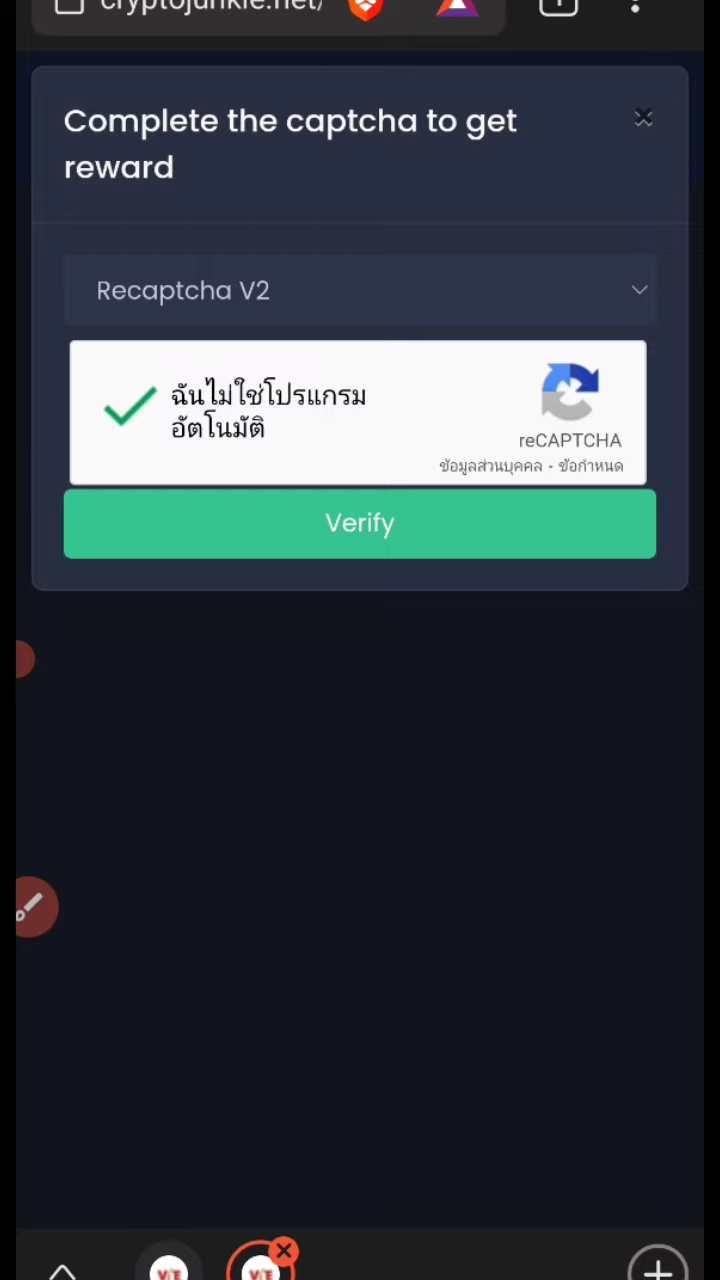 cryptojunkie.net/
Complete the captcha to get
reward
Recaptcha V2
ฉันไม่ใช่โปรแกรม
อัตโนมัติ
reCAPTCHA
ข้อมูลส่วนบุคคล - ข้อกำหนด
Verify